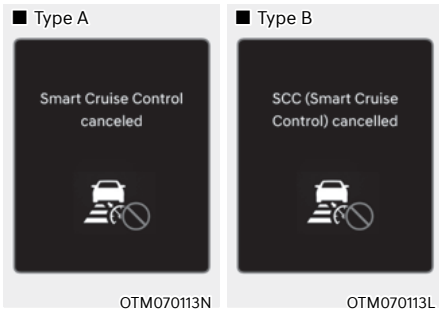 ■ Type A
Smart Cruise Control
canceled
OTM070113N
■ Type B
SCC (Smart Cruise
Control) cancelled
OTM070113L